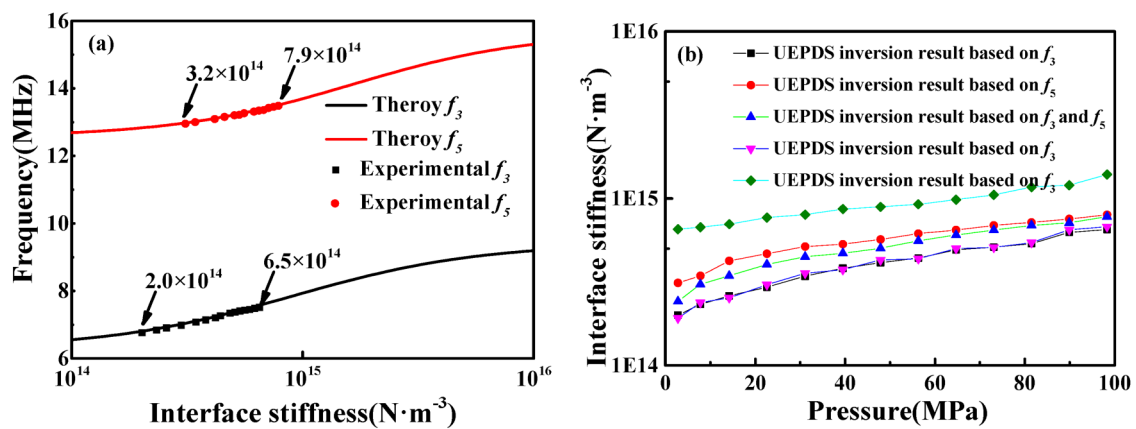 (a)
Frequency(MHz)
16
14
12
10
8
6
3.2×10¹⁴
7.9×10¹⁴
Theroy f₃
Theroy f₅
Experimental f₃
Experimental f₅
2.0×10¹⁴
6.5×10¹⁴
10¹⁴ 10¹⁵ 10¹⁶
Interface stiffness(N·m⁻³)
(b)
Interface stiffness(N·m⁻³)
1E16
1E15
1E14
UEPDS inversion result based on f₃
UEPDS inversion result based on f₅
UEPDS inversion result based on f₃ and f₅
UEPDS inversion result based on f₃
UEPDS inversion result based on f₃
0 20 40 60 80 100
Pressure(MPa)